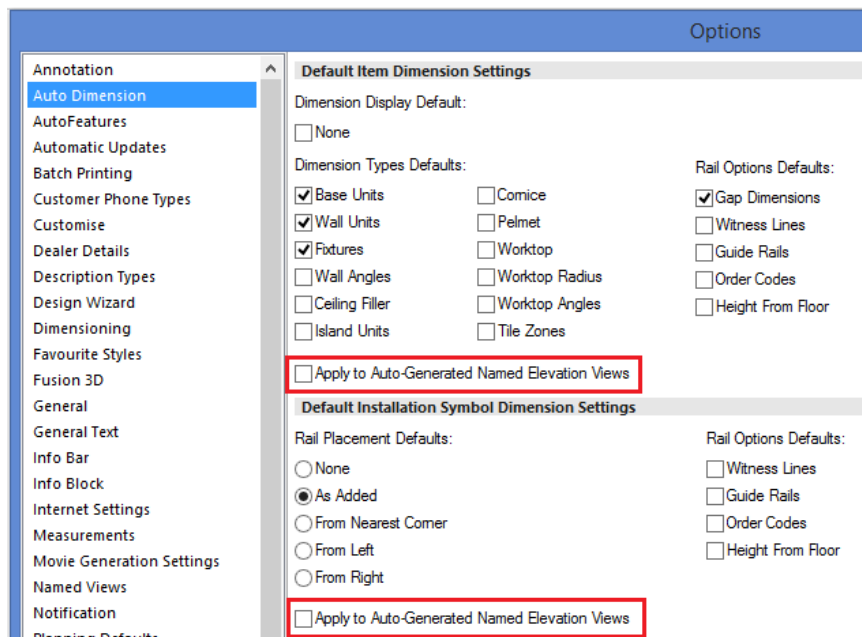 Options
Annotation
Auto Dimension
AutoFeatures
Automatic Updates
Batch Printing
Customer Phone Types
Customise
Dealer Details
Description Types
Design Wizard
Dimensioning
Favourite Styles
Fusion 3D
General
General Text
Info Bar
Info Block
Internet Settings
Measurements
Movie Generation Settings
Named Views
Notification
Planning Defaults
Default Item Dimension Settings
Dimension Display Default:
None
Dimension Types Defaults:
Base Units
Wall Units
Fixtures
Wall Angles
Ceiling Filler
Island Units
Cornice
Pelmet
Worktop
Worktop Radius
Worktop Angles
Tile Zones
Rail Options Defaults:
Gap Dimensions
Witness Lines
Guide Rails
Order Codes
Height From Floor
Apply to Auto-Generated Named Elevation Views
Default Installation Symbol Dimension Settings
Rail Placement Defaults:
None
As Added
From Nearest Corner
From Left
From Right
Rail Options Defaults:
Witness Lines
Guide Rails
Order Codes
Height From Floor
Apply to Auto-Generated Named Elevation Views